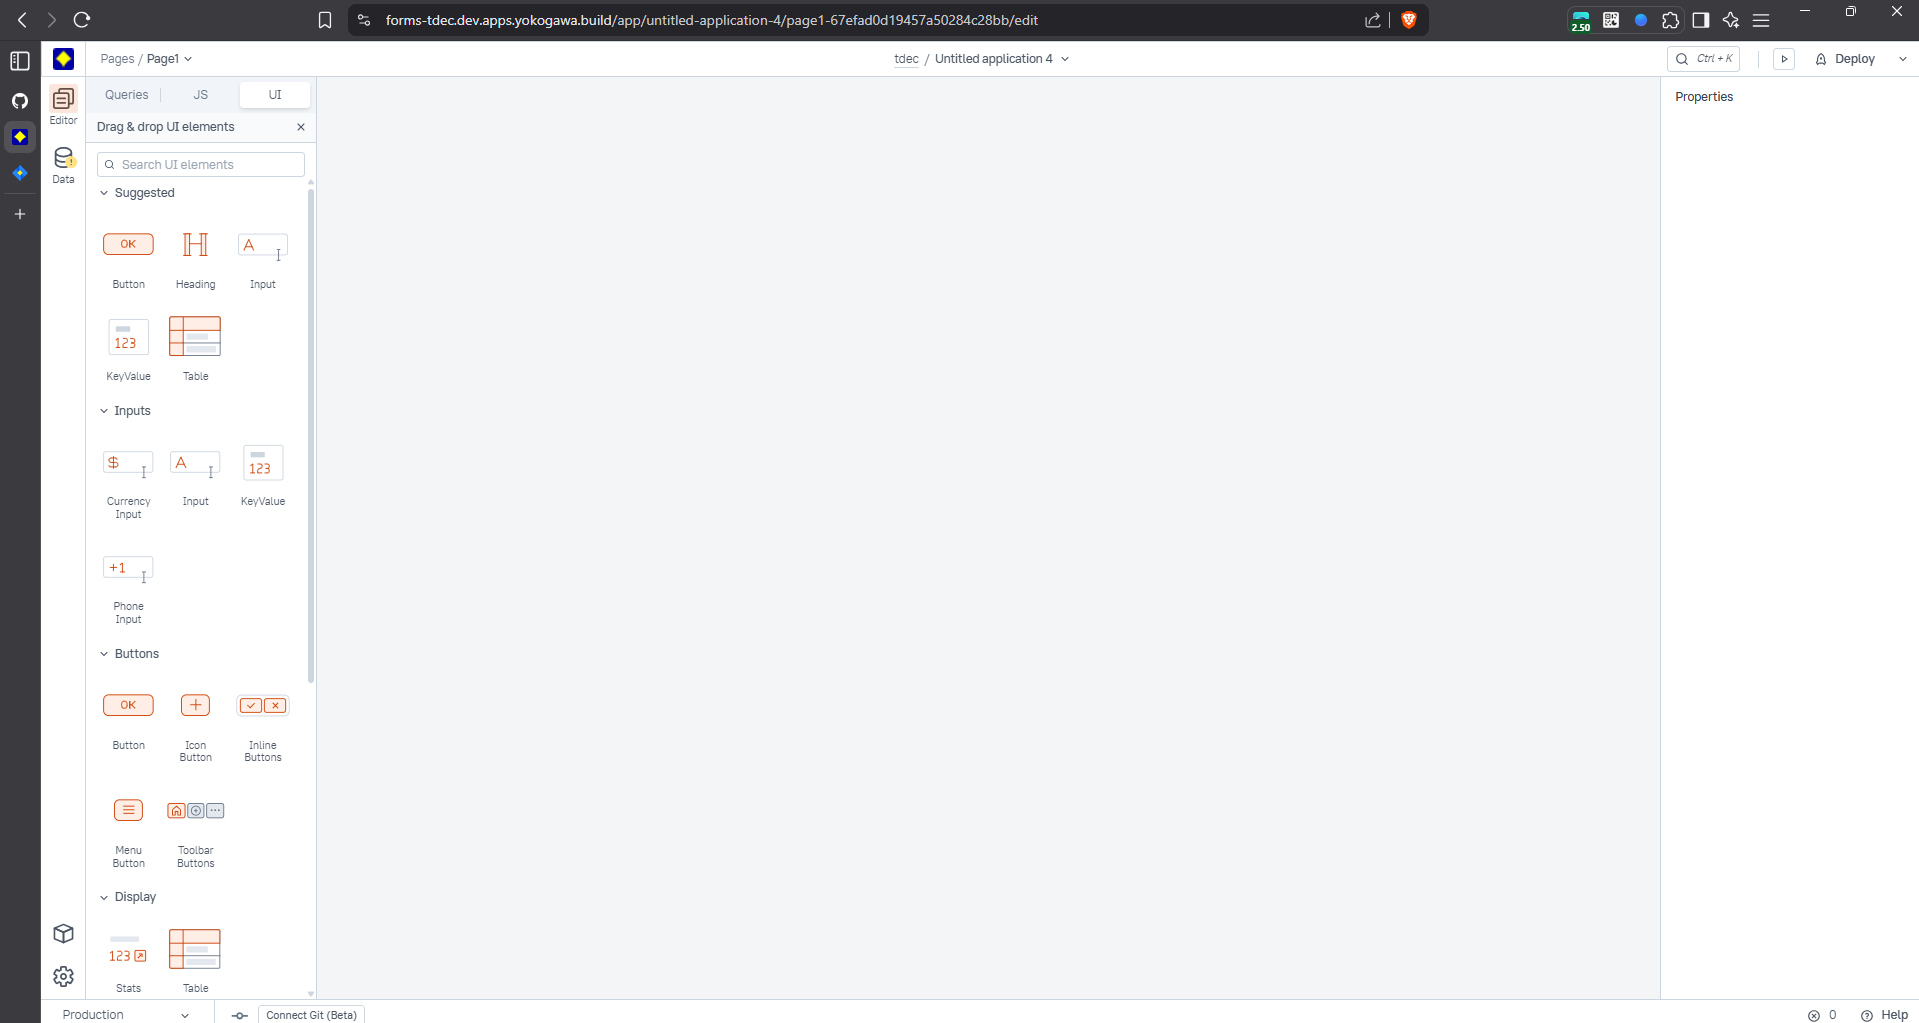 forms-tdec.dev.apps.yokogawa.build/app/untitled-application-4/page1-67efad0d19457a50284c28bb/edit
2.50
Pages / Page1
tdec / Untitled application 4
Ctrl + K
Deploy
Editor
Data
Queries
JS
UI
Properties
Drag & drop UI elements
Search UI elements
Suggested
OK
A
Button
Heading
Input
123
KeyValue
Table
Inputs
$
A
123
Currency
Input
Input
KeyValue
+1
Phone
Input
Buttons
OK
Button
Icon
Button
Inline
Buttons
Menu
Button
Toolbar
Buttons
Display
123
Stats
Table
Production
Connect Git (Beta)
0
Help